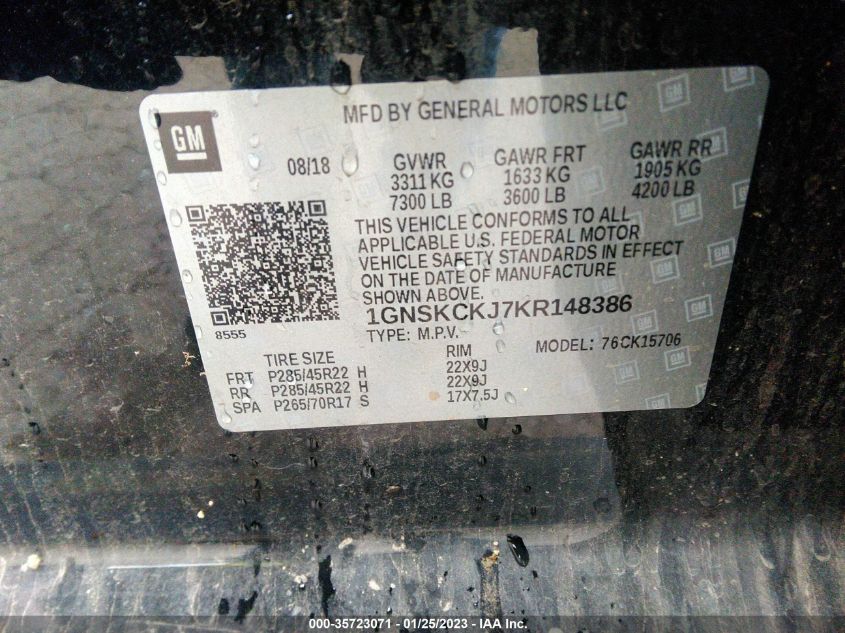 MFD BY GENERAL MOTORS LLC
GM
08/18
GVWR GAWR FRT GAWR RR
3311 KG 1633 KG 1905 KG
7300 LB 3600 LB 4200 LB
THIS VEHICLE CONFORMS TO ALL
APPLICABLE U.S. FEDERAL MOTOR
VEHICLE SAFETY STANDARDS IN EFFECT
ON THE DATE OF MANUFACTURE
SHOWN ABOVE.
1GNSKCKJ7KR148386
8555
TYPE: M.P.V. MODEL: 76CK15706
TIRE SIZE RIM
FRT P285/45R22 H 22X9J
RR P285/45R22 H 22X9J
SPA P265/70R17 S 17X7.5J
000-35723071 - 01/25/2023 - IAA Inc.